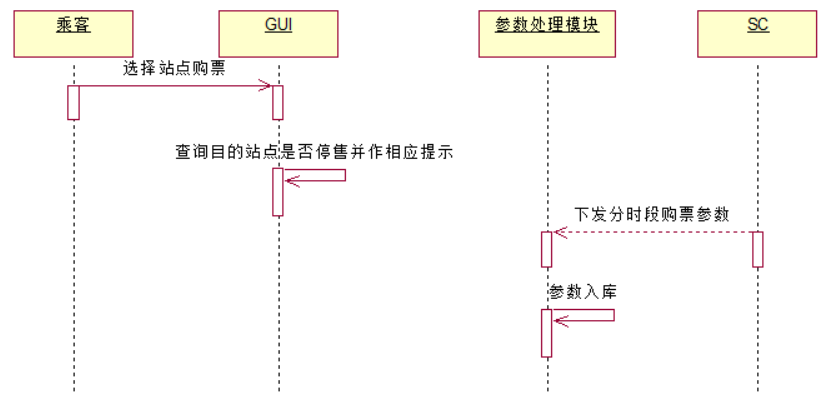 乘客
GUI
参数处理模块
SC
选择站点购票
查询目的站点是否停售并作相应提示
下发分时段购票参数
参数入库